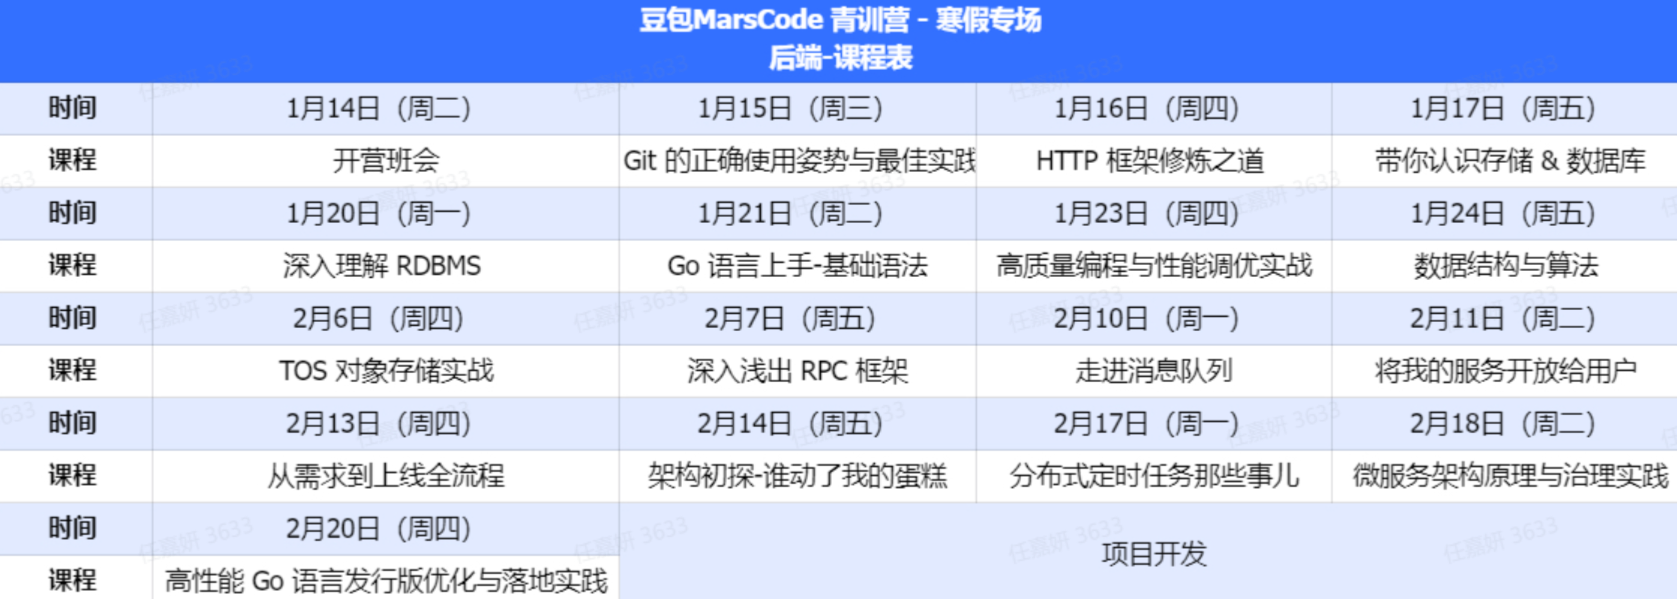 豆包MarsCode 青训营 - 寒假专场
后端-课程表
时间 1月14日（周二） 1月15日（周三） 1月16日（周四） 1月17日（周五）
课程 开营班会 Git 的正确使用姿势与最佳实践 HTTP 框架修炼之道 带你认识存储 & 数据库
时间 1月20日（周一） 1月21日（周二） 1月23日（周四） 1月24日（周五）
课程 深入理解 RDBMS Go 语言上手-基础语法 高质量编程与性能调优实战 数据结构与算法
时间 2月6日（周四） 2月7日（周五） 2月10日（周一） 2月11日（周二）
课程 TOS 对象存储实战 深入浅出 RPC 框架 走进消息队列 将我的服务开放给用户
时间 2月13日（周四） 2月14日（周五） 2月17日（周一） 2月18日（周二）
课程 从需求到上线全流程 架构初探-谁动了我的蛋糕 分布式定时任务那些事儿 微服务架构原理与治理实践
时间 2月20日（周四） 项目开发
课程 高性能 Go 语言发行版优化与落地实践
任嘉妍 3633